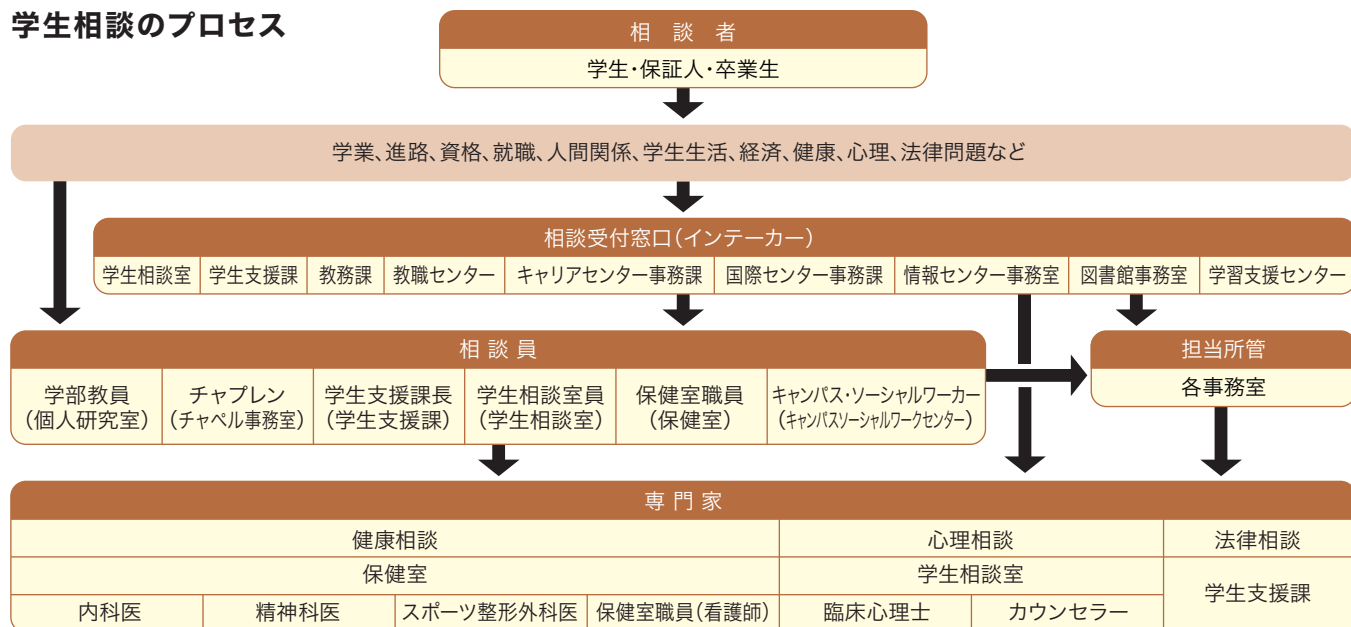 学生相談のプロセス
相談者
学生・保証人・卒業生
学業、進路、資格、就職、人間関係、学生生活、経済、健康、心理、法律問題など
相談受付窓口(インテーカー)
学生相談室 学生支援課 教務課 教職センター キャリアセンター事務課 国際センター事務課 情報センター事務室 図書館事務室 学習支援センター
相談員
学部教員 チャプレン 学生支援課長 学生相談室員 保健室職員 キャンパス・ソーシャルワーカー
(個人研究室) (チャペル事務室) (学生支援課) (学生相談室) (保健室) (キャンパスソーシャルワークセンター)
担当所管
各事務室
専門家
健康相談 心理相談 法律相談
保健室 学生相談室 学生支援課
内科医 精神科医 スポーツ整形外科医 保健室職員(看護師) 臨床心理士 カウンセラー